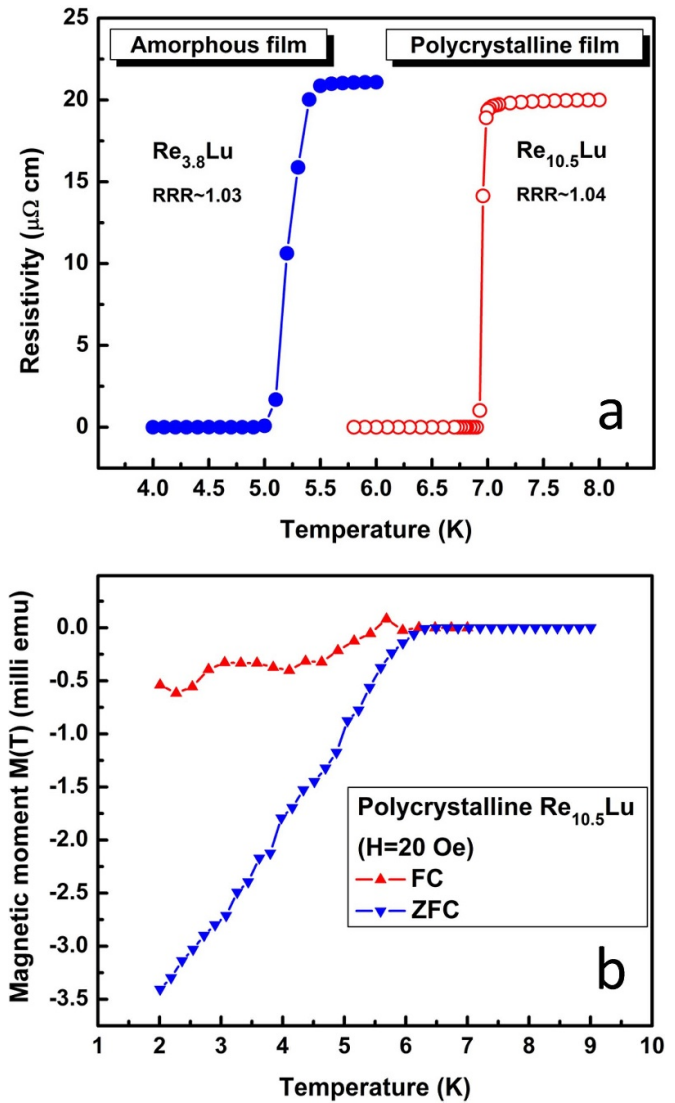 Amorphous film
Polycrystalline film
25
20
15
10
5
0
Resistivity (μΩ cm)
Re3.8Lu
RRR~1.03
Re10.5Lu
RRR~1.04
a
4.0 4.5 5.0 5.5 6.0 6.5 7.0 7.5 8.0
Temperature (K)
0.0
-0.5
-1.0
-1.5
-2.0
-2.5
-3.0
-3.5
Magnetic moment M(T) (milli emu)
Polycrystalline Re10.5Lu
(H=20 Oe)
FC
ZFC
b
1 2 3 4 5 6 7 8 9 10
Temperature (K)